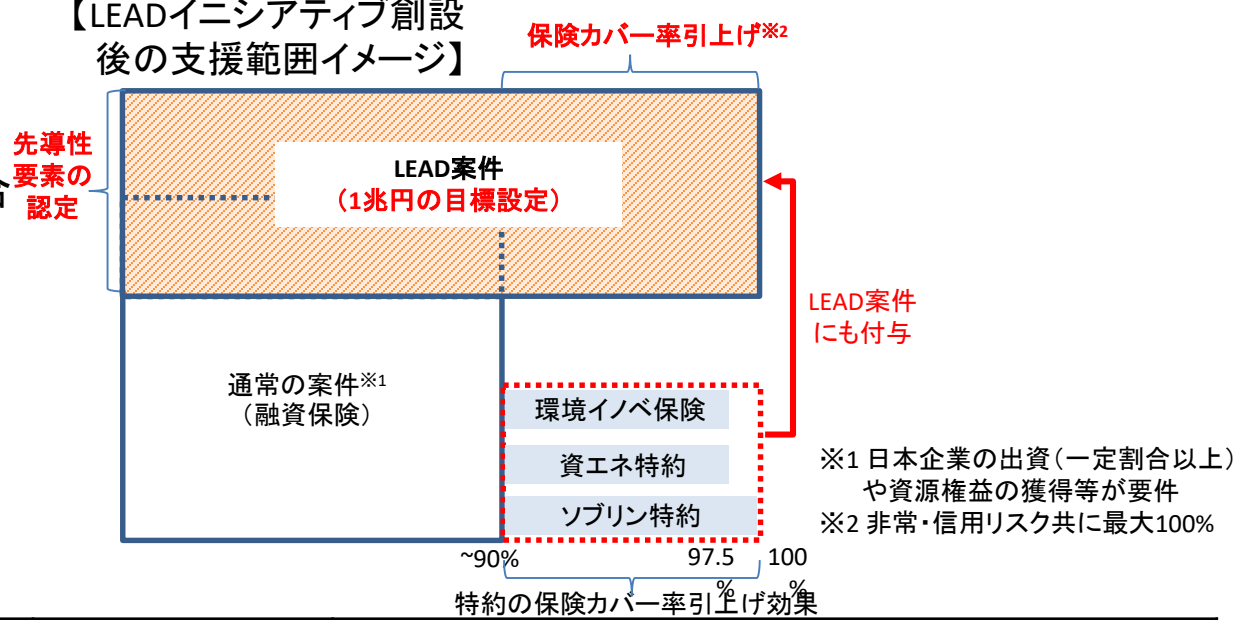 【LEADイニシアティブ創設
後の支援範囲イメージ】
保険カバー率引上げ※2
先導性
要素の
認定
合
LEAD案件
（1兆円の目標設定）
LEAD案件
にも付与
通常の案件※1
（融資保険）
環境イノベ保険
資エネ特約
ソブリン特約
※1 日本企業の出資（一定割合以上）
や資源権益の獲得等が要件
※2 非常・信用リスク共に最大100%
~90%
97.5
%
100
%
特約の保険カバー率引上げ効果